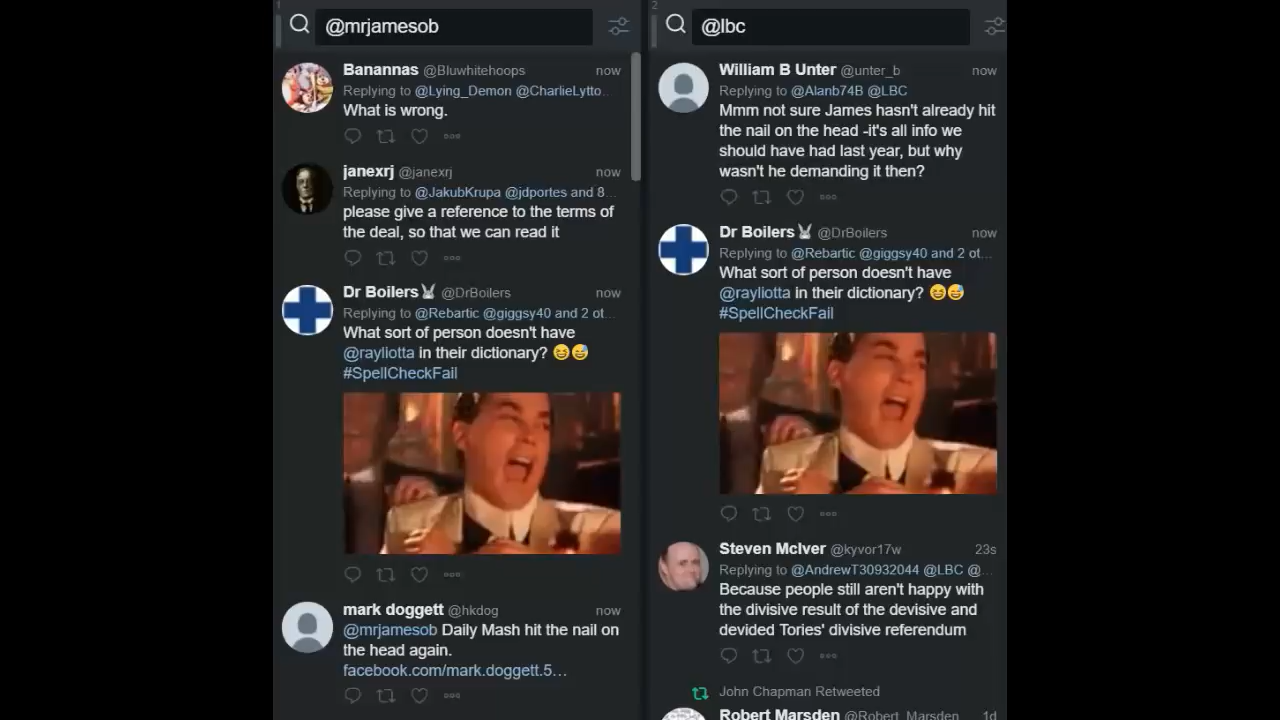 1
@mrjamesob
Banannas @Bluwhitehoops now
Replying to @Lying_Demon @CharlieLytto...
What is wrong.
janexrj @janexrj now
Replying to @JakubKrupa @jdportes and 8...
please give a reference to the terms of
the deal, so that we can read it
Dr Boilers @DrBoilers now
Replying to @Rebartic @giggsy40 and 2 ot...
What sort of person doesn't have
@rayliotta in their dictionary? 😆😅
#SpellCheckFail
mark doggett @hkdog now
@mrjamesob Daily Mash hit the nail on
the head again.
facebook.com/mark.doggett.5...
2
@lbc
William B Unter @unter_b now
Replying to @Alanb74B @LBC
Mmm not sure James hasn't already hit
the nail on the head -it's all info we
should have had last year, but why
wasn't he demanding it then?
Dr Boilers @DrBoilers now
Replying to @Rebartic @giggsy40 and 2 ot...
What sort of person doesn't have
@rayliotta in their dictionary? 😆😅
#SpellCheckFail
Steven McIver @kyvor17w 23s
Replying to @AndrewT30932044 @LBC @...
Because people still aren't happy with
the divisive result of the devisive and
devided Tories' divisive referendum
John Chapman Retweeted
Robert Marsden @Robert_Marsden 1d